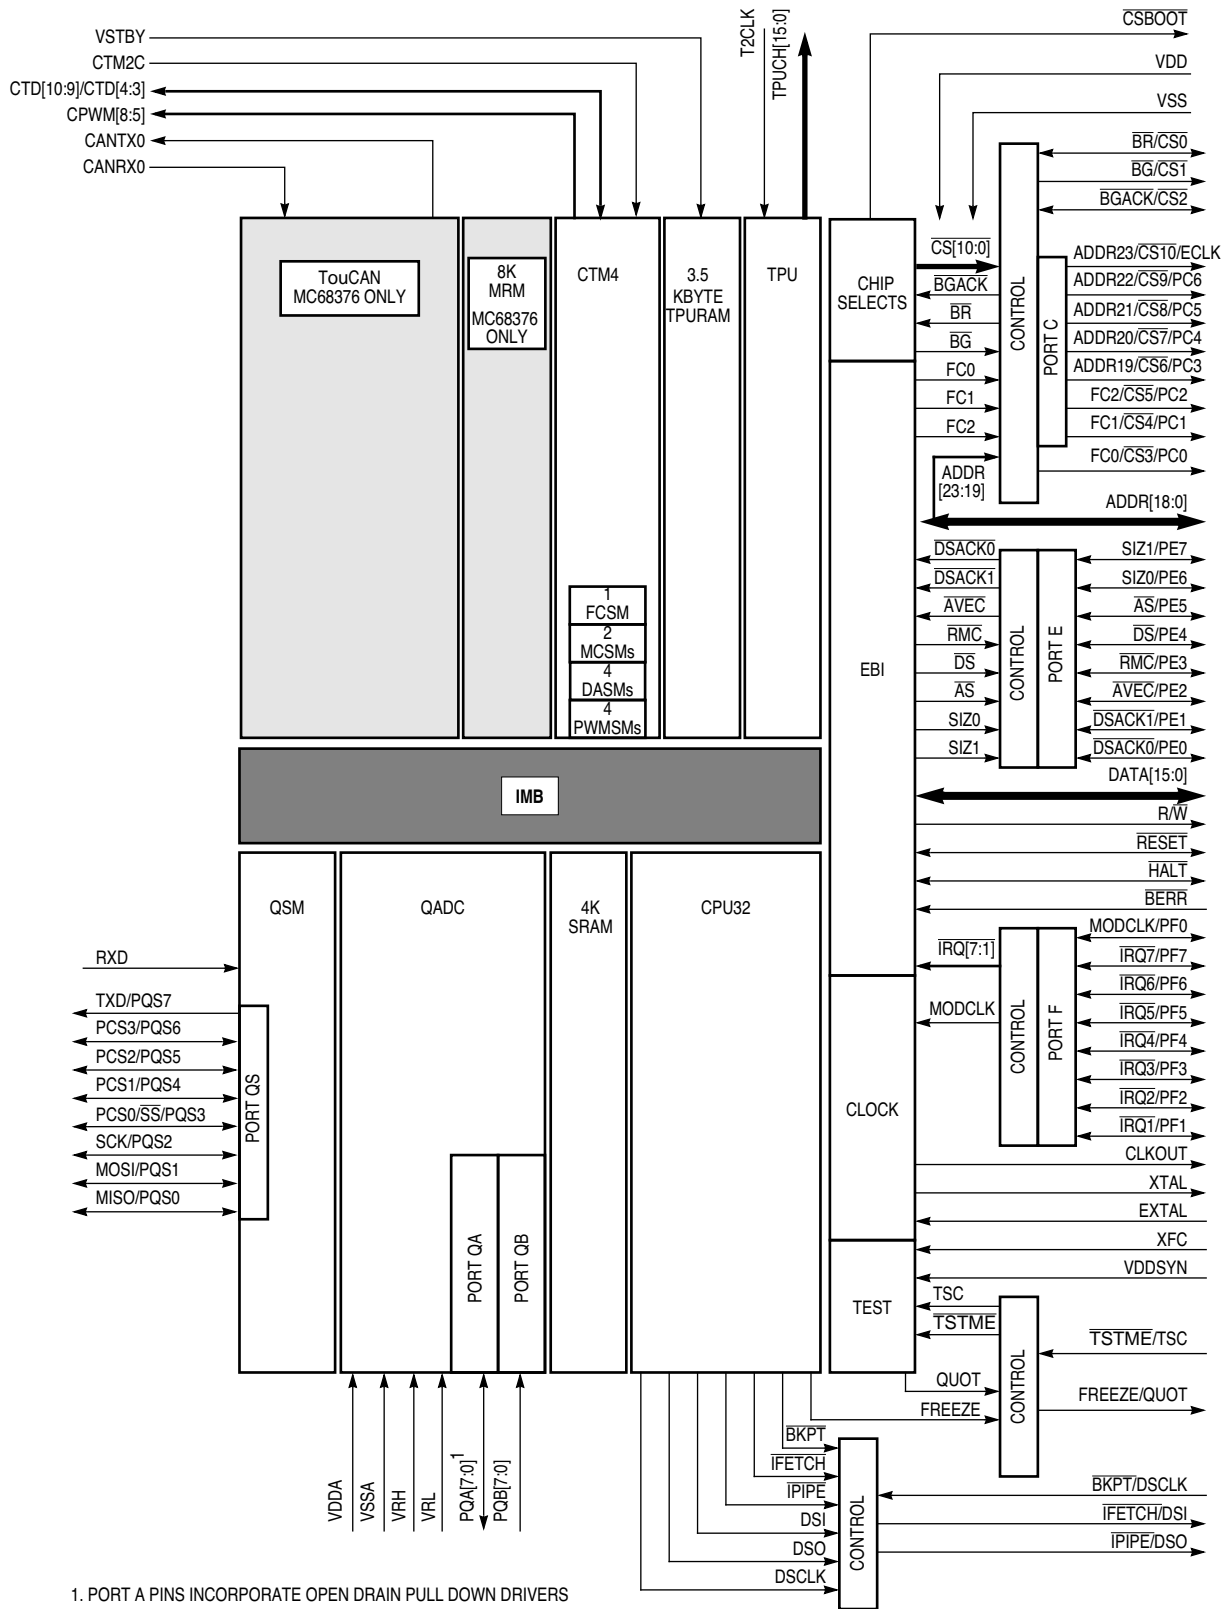 VSTBY
CTM2C
CTD[10:9]/CTD[4:3]
CPWM[8:5]
CANTX0
CANRX0
T2CLK
TPUCH[15:0]
CSBOOT
VDD
VSS
BR/CS0
BG/CS1
BGACK/CS2
ADDR23/CS10/ECLK
ADDR22/CS9/PC6
ADDR21/CS8/PC5
ADDR20/CS7/PC4
ADDR19/CS6/PC3
FC2/CS5/PC2
FC1/CS4/PC1
FC0/CS3/PC0
ADDR[18:0]
CONTROL
PORT C
CS[10:0]
BGACK
BR
BG
FC0
FC1
FC2
ADDR
[23:19]
TouCAN
MC68376 ONLY
8K
MRM
MC68376
ONLY
CTM4
3.5
KBYTE
TPURAM
TPU
CHIP
SELECTS
1
FCSM
2
MCSMs
4
DASMs
4
PWMSMs
EBI
DSACK0
DSACK1
AVEC
RMC
DS
AS
SIZ0
SIZ1
CONTROL
PORT E
SIZ1/PE7
SIZ0/PE6
AS/PE5
DS/PE4
RMC/PE3
AVEC/PE2
DSACK1/PE1
DSACK0/PE0
DATA[15:0]
R/W
RESET
HALT
BERR
IMB
QSM
QADC
4K
SRAM
CPU32
IRQ[7:1]
MODCLK
CONTROL
PORT F
MODCLK/PF0
IRQ7/PF7
IRQ6/PF6
IRQ5/PF5
IRQ4/PF4
IRQ3/PF3
IRQ2/PF2
IRQ1/PF1
CLOCK
CLKOUT
XTAL
EXTAL
XFC
VDDSYN
RXD
TXD/PQS7
PCS3/PQS6
PCS2/PQS5
PCS1/PQS4
PCS0/SS/PQS3
SCK/PQS2
MOSI/PQS1
MISO/PQS0
PORT QS
PORT QA
PORT QB
TEST
TSC
TSTME
QUOT
FREEZE
CONTROL
TSTME/TSC
FREEZE/QUOT
VDDA
VSSA
VRH
VRL
PQA[7:0]1
PQB[7:0]
BKPT
IFETCH
IPIPE
DSI
DSO
DSCLK
CONTROL
BKPT/DSCLK
IFETCH/DSI
IPIPE/DSO
1. PORT A PINS INCORPORATE OPEN DRAIN PULL DOWN DRIVERS